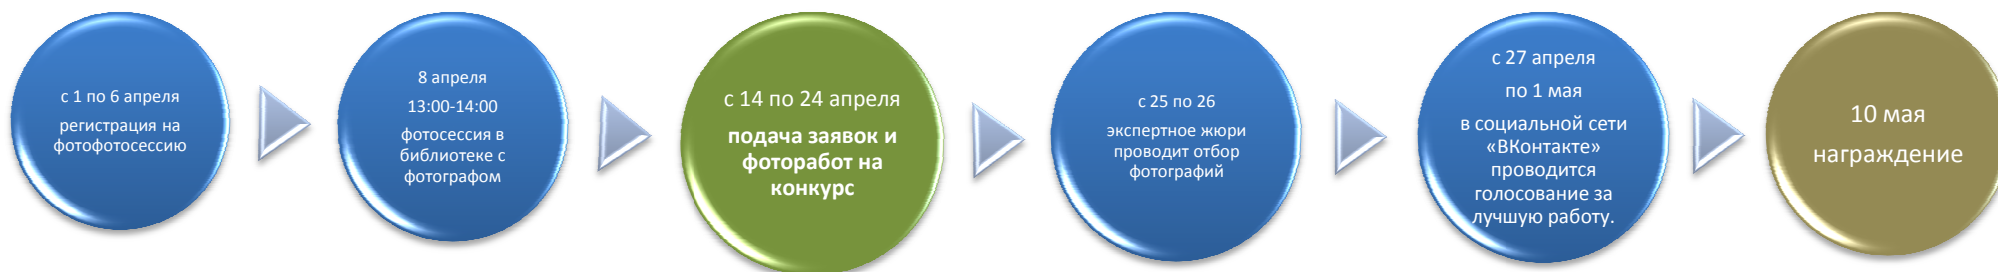 с 1 по 6 апреля
регистрация на
фотофотосессию
8 апреля
13:00-14:00
фотосессия в
библиотеке с
фотографом
с 14 по 24 апреля
подача заявок и
фоторабот на
конкурс
с 25 по 26
экспертное жюри
проводит отбор
фотографий
с 27 апреля
по 1 мая
в социальной сети
«ВКонтакте»
проводится
голосование за
лучшую работу.
10 мая
награждение